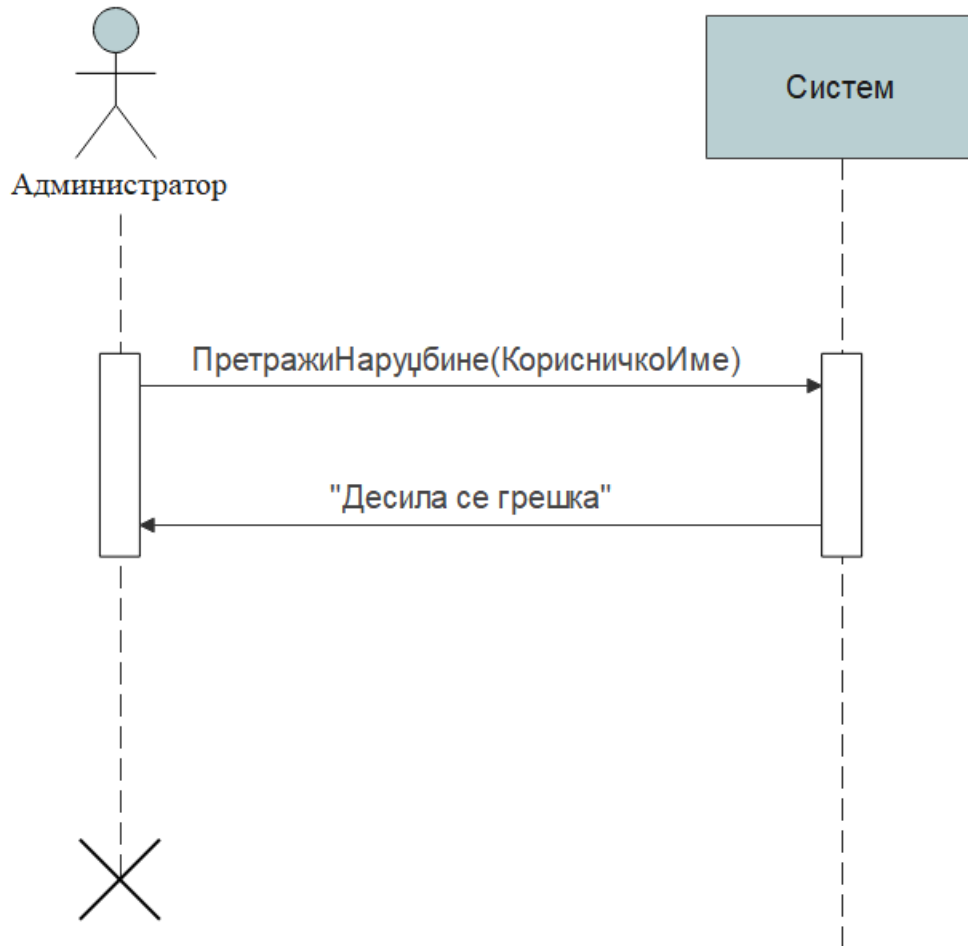 Систем
Администратор
ПретражиНаруџбине(КорисничкоИме)
"Десила се грешка"